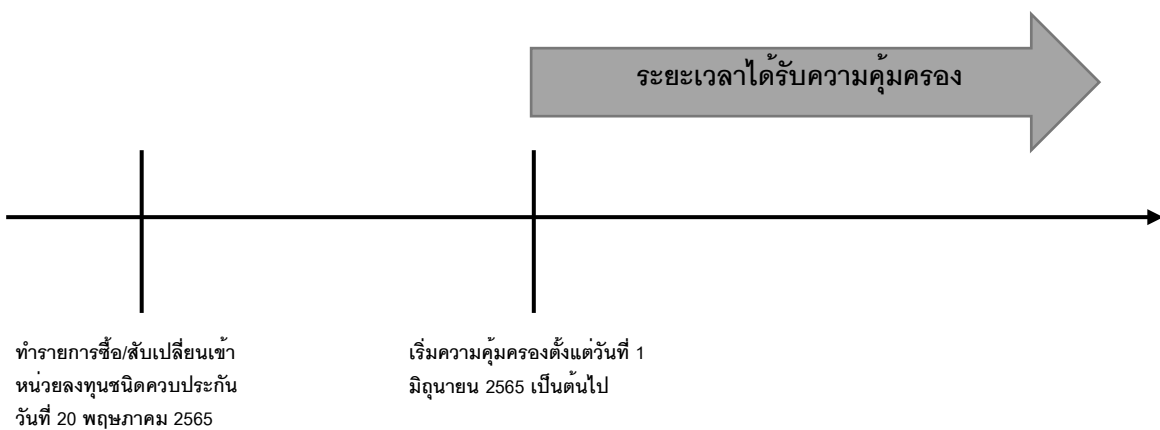 ระยะเวลาได้รับความคุ้มครอง
ทำรายการซื้อ/สับเปลี่ยนเข้า
หน่วยลงทุนชนิดควบประกัน
วันที่ 20 พฤษภาคม 2565
เริ่มความคุ้มครองตั้งแต่วันที่ 1
มิถุนายน 2565 เป็นต้นไป